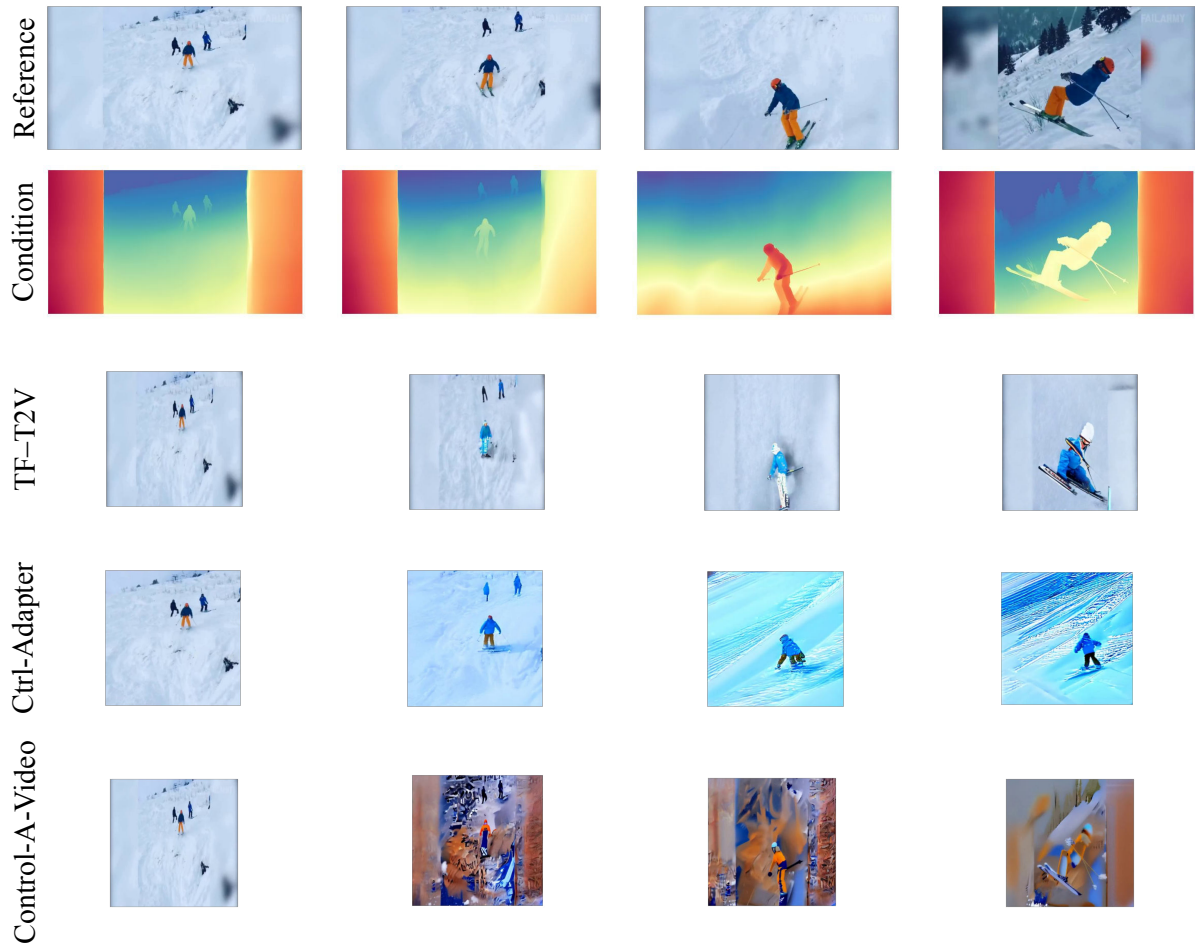 Reference
Condition
TF–T2V
Ctrl-Adapter
Control-A-Video